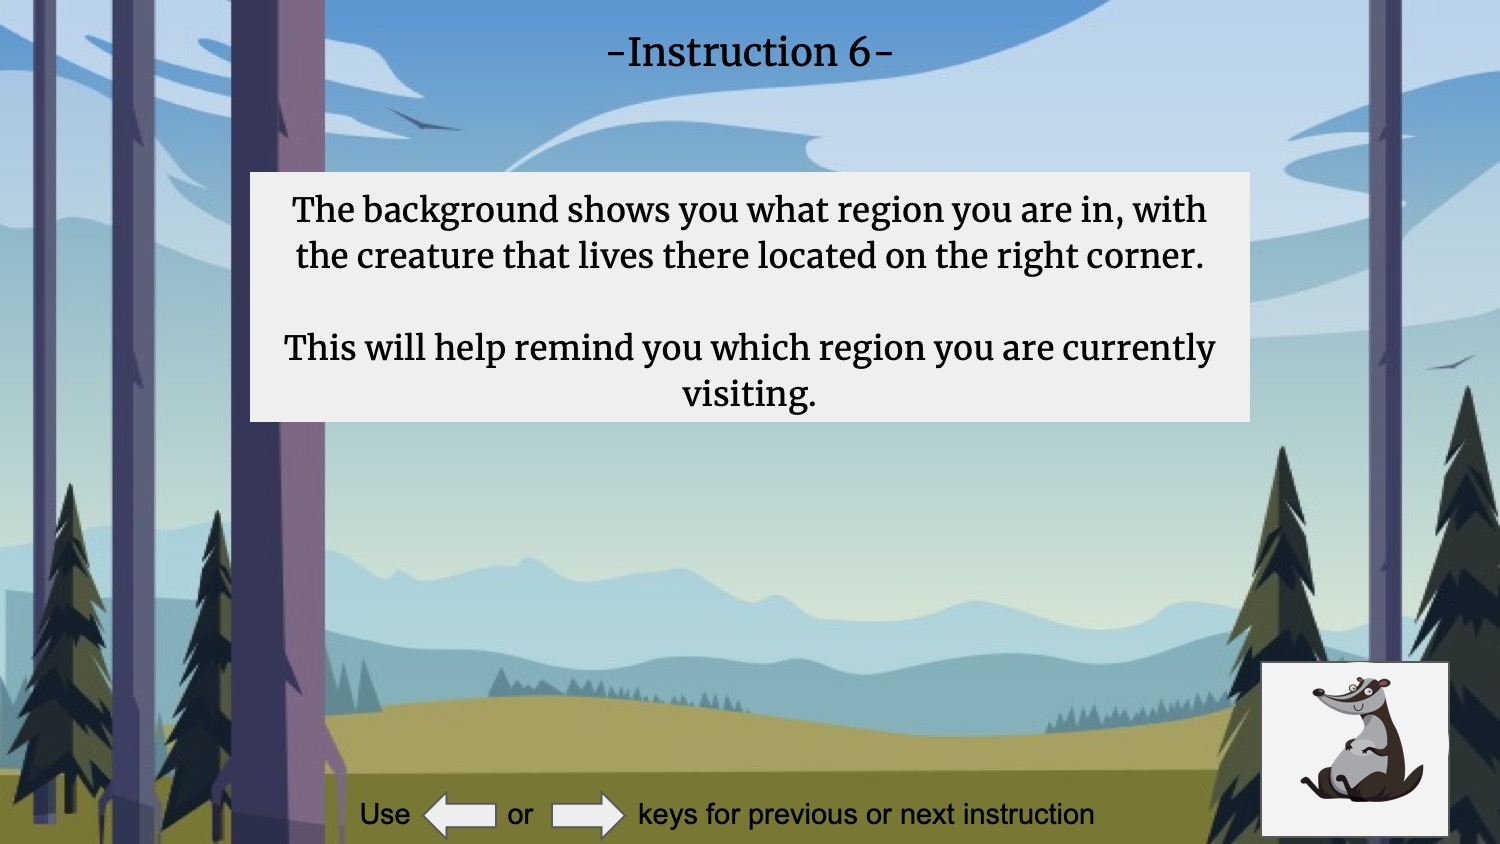 -Instruction 6-
The background shows you what region you are in, with
the creature that lives there located on the right corner.
This will help remind you which region you are currently
visiting.
Use or keys for previous or next instruction